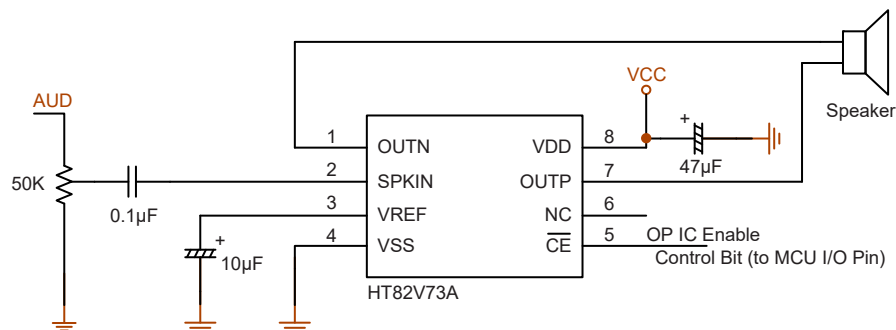 AUD
50K
0.1µF
10µF
+
1
2
3
4
OUTN
SPKIN
VREF
VSS
VDD
OUTP
NC
C̅E̅
8
7
6
5
HT82V73A
VCC
+
47µF
Speaker
OP IC Enable
Control Bit (to MCU I/O Pin)